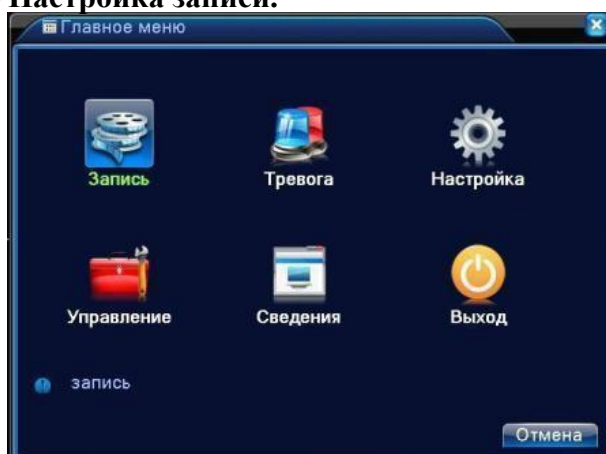 Настройка записи.
Главное меню
Запись Тревога Настройка
Управление Сведения Выход
запись
Отмена